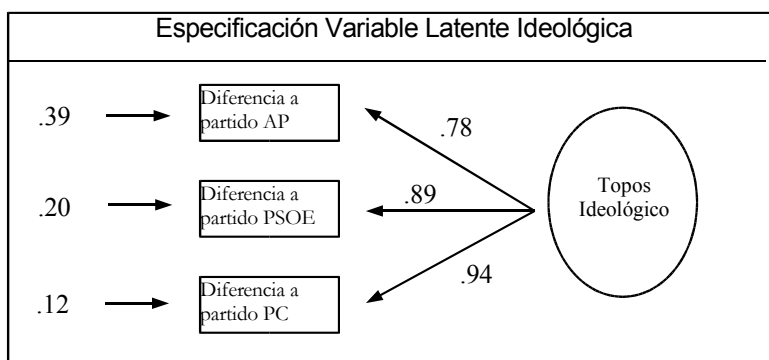 Especificación Variable Latente Ideológica
.39
Diferencia a
partido AP
.78
.20
Diferencia a
partido PSOE
.89
Topos
Ideológico
.12
Diferencia a
partido PC
.94